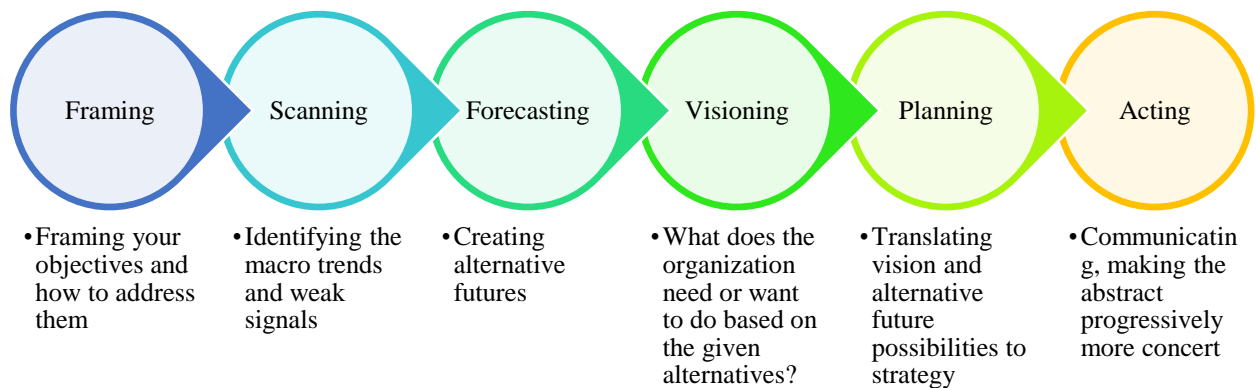 Framing
Scanning
Forecasting
Visioning
Planning
Acting
•Framing your
objectives and
how to address
them
•Identifying the
macro trends
and weak
signals
•Creating
alternative
futures
•What does the
organization
need or want
to do based on
the given
alternatives?
•Translating
vision and
alternative
future
possibilities to
strategy
•Communicatin
g, making the
abstract
progressively
more concert